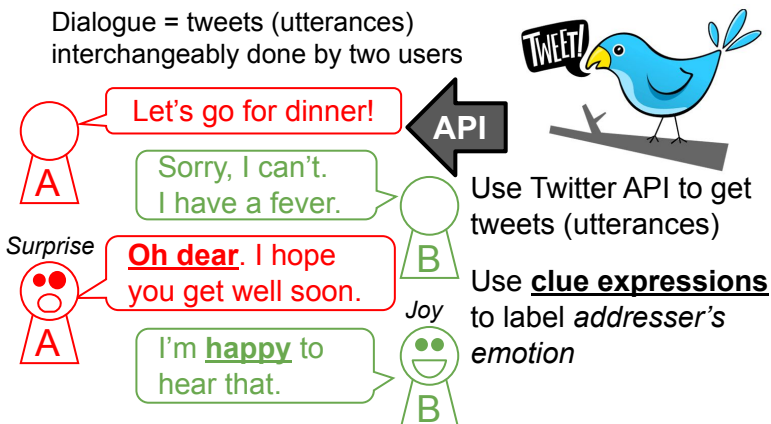 Dialogue = tweets (utterances)
interchangeably done by two users
TWEET!
Let's go for dinner!
API
A
Sorry, I can't.
I have a fever.
B
Use Twitter API to get
tweets (utterances)
Surprise
Oh dear. I hope
you get well soon.
A
Use clue expressions
to label addresser's
emotion
Joy
I'm happy to
hear that.
B